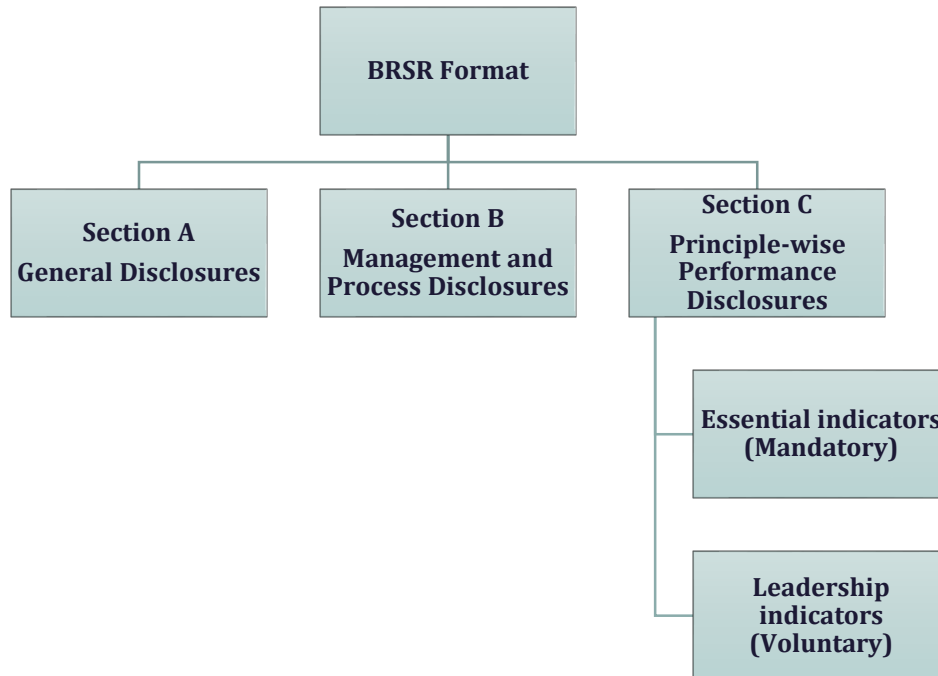 BRSR Format
Section A
General Disclosures
Section B
Management and
Process Disclosures
Section C
Principle-wise
Performance
Disclosures
Essential indicators
(Mandatory)
Leadership
indicators
(Voluntary)